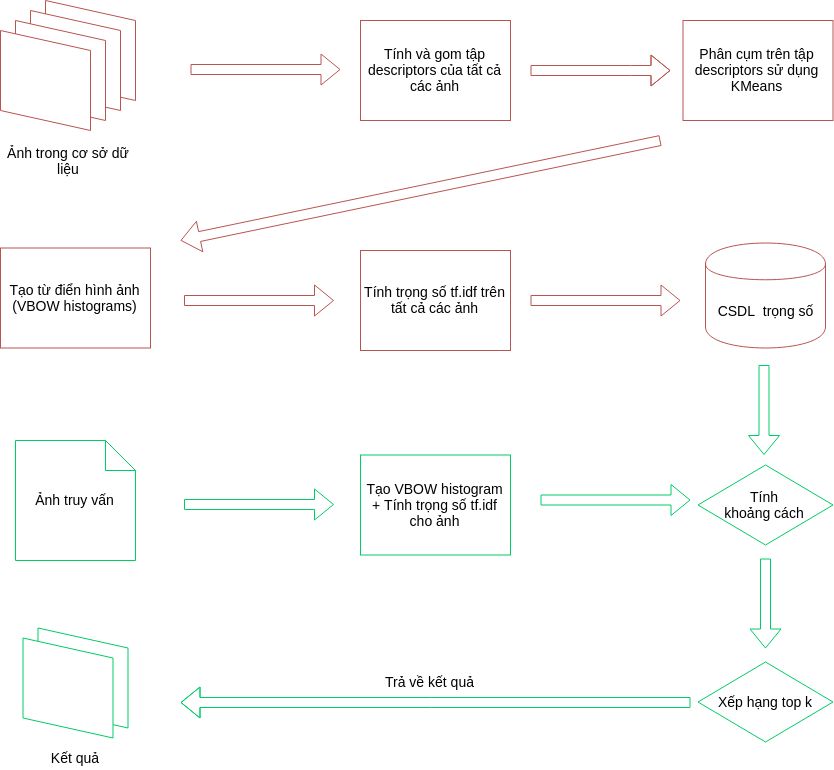 Ảnh trong cơ sở dữ
liệu
Tính và gom tập
descriptors của tất cả
các ảnh
Phân cụm trên tập
descriptors sử dụng
KMeans
Tạo từ điển hình ảnh
(VBOW histograms)
Tính trọng số tf.idf trên
tất cả các ảnh
CSDL trọng số
Ảnh truy vấn
Tạo VBOW histogram
+ Tính trọng số tf.idf
cho ảnh
Tính
khoảng cách
Trả về kết quả
Xếp hạng top k
Kết quả